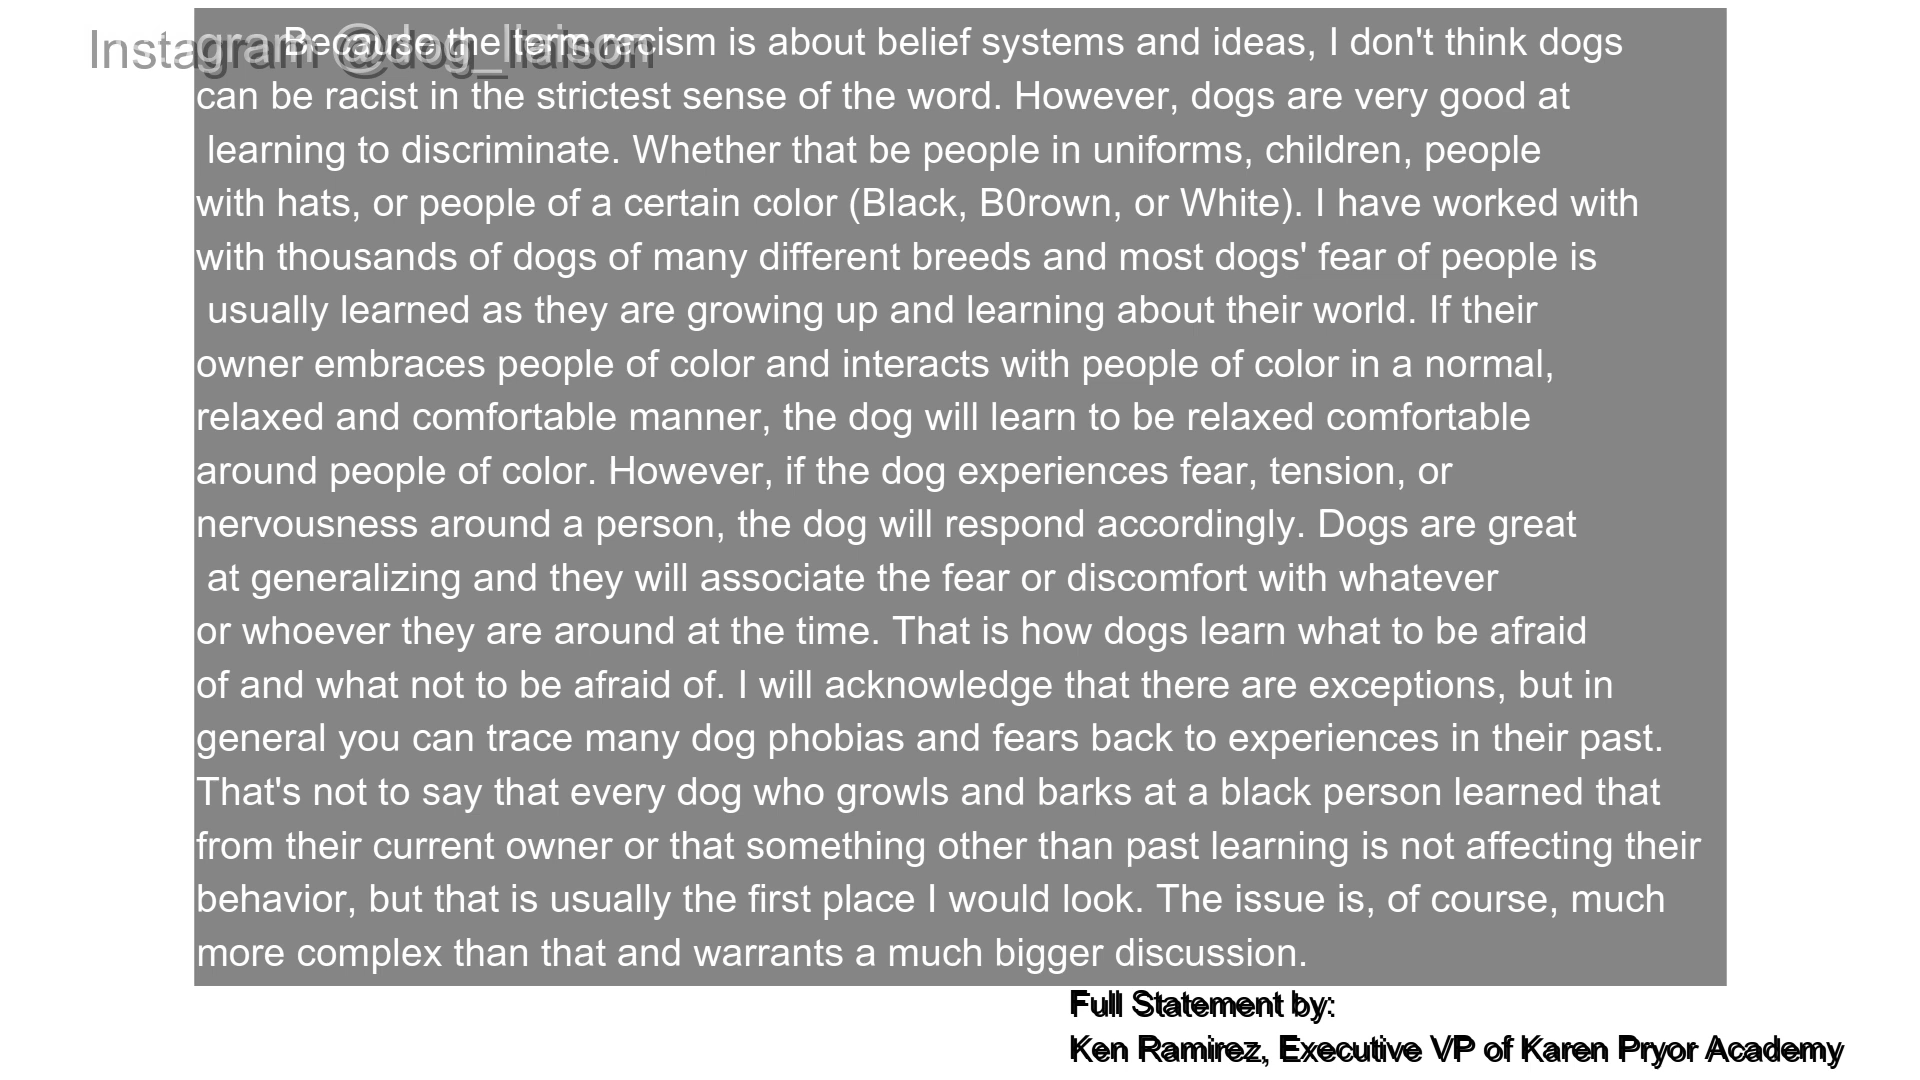 Instagram @dog_liaison
Because the term racism is about belief systems and ideas, I don't think dogs
can be racist in the strictest sense of the word. However, dogs are very good at
learning to discriminate. Whether that be people in uniforms, children, people
with hats, or people of a certain color (Black, B0rown, or White). I have worked with
with thousands of dogs of many different breeds and most dogs' fear of people is
usually learned as they are growing up and learning about their world. If their
owner embraces people of color and interacts with people of color in a normal,
relaxed and comfortable manner, the dog will learn to be relaxed comfortable
around people of color. However, if the dog experiences fear, tension, or
nervousness around a person, the dog will respond accordingly. Dogs are great
at generalizing and they will associate the fear or discomfort with whatever
or whoever they are around at the time. That is how dogs learn what to be afraid
of and what not to be afraid of. I will acknowledge that there are exceptions, but in
general you can trace many dog phobias and fears back to experiences in their past.
That's not to say that every dog who growls and barks at a black person learned that
from their current owner or that something other than past learning is not affecting their
behavior, but that is usually the first place I would look. The issue is, of course, much
more complex than that and warrants a much bigger discussion.
Full Statement by:
Ken Ramirez, Executive VP of Karen Pryor Academy